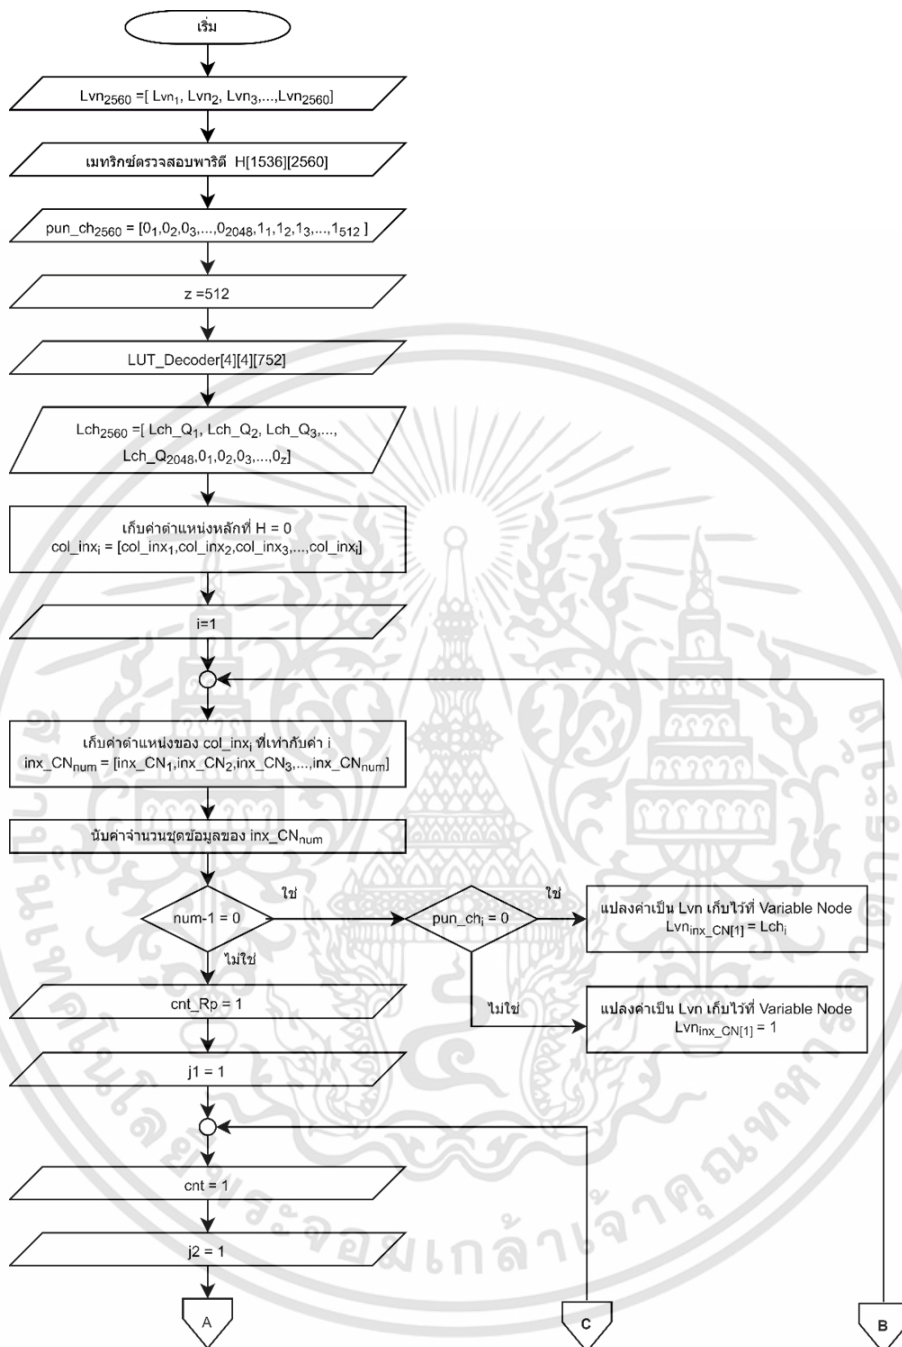 เริ่ม
Lvn2560 =[ Lvn1, Lvn2, Lvn3,...,Lvn2560]
เมทริกซ์ตรวจสอบพาริตี H[1536][2560]
pun_ch2560 = [01,02,03,...,02048,11,12,13,...,1512 ]
z =512
LUT_Decoder[4][4][752]
Lch2560 =[ Lch_Q1, Lch_Q2, Lch_Q3,...,
Lch_Q2048,01,02,03,...,0z]
เก็บค่าตำแหน่งหลักที่ H = 0
col_inxi = [col_inx1,col_inx2,col_inx3,...,col_inxi]
i=1
เก็บค่าตำแหน่งของ col_inxi ที่เท่ากับค่า i
inx_CNnum = [inx_CN1,inx_CN2,inx_CN3,...,inx_CNnum]
นับค่าจำนวนชุดข้อมูลของ inx_CNnum
num-1 = 0
ใช่
ไม่ใช่
pun_chi = 0
ใช่
ไม่ใช่
แปลงค่าเป็น Lvn เก็บไว้ที่ Variable Node
Lvninx_CN[1] = Lchi
แปลงค่าเป็น Lvn เก็บไว้ที่ Variable Node
Lvninx_CN[1] = 1
cnt_Rp = 1
j1 = 1
cnt = 1
j2 = 1
A
C
B